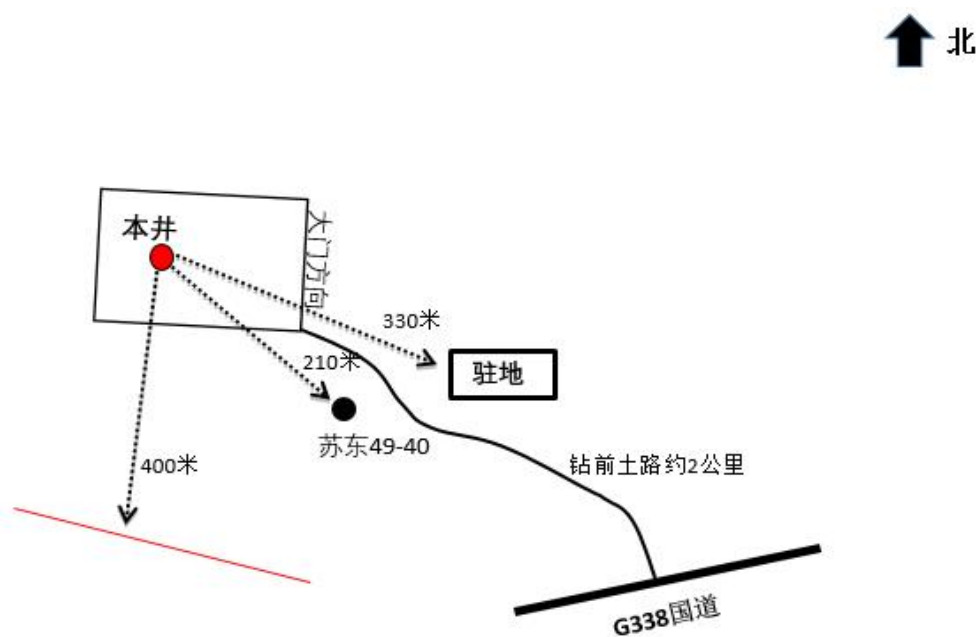 北
本井
大门方向
330米
210米
驻地
苏东49-40
400米
钻前土路约2公里
G338国道